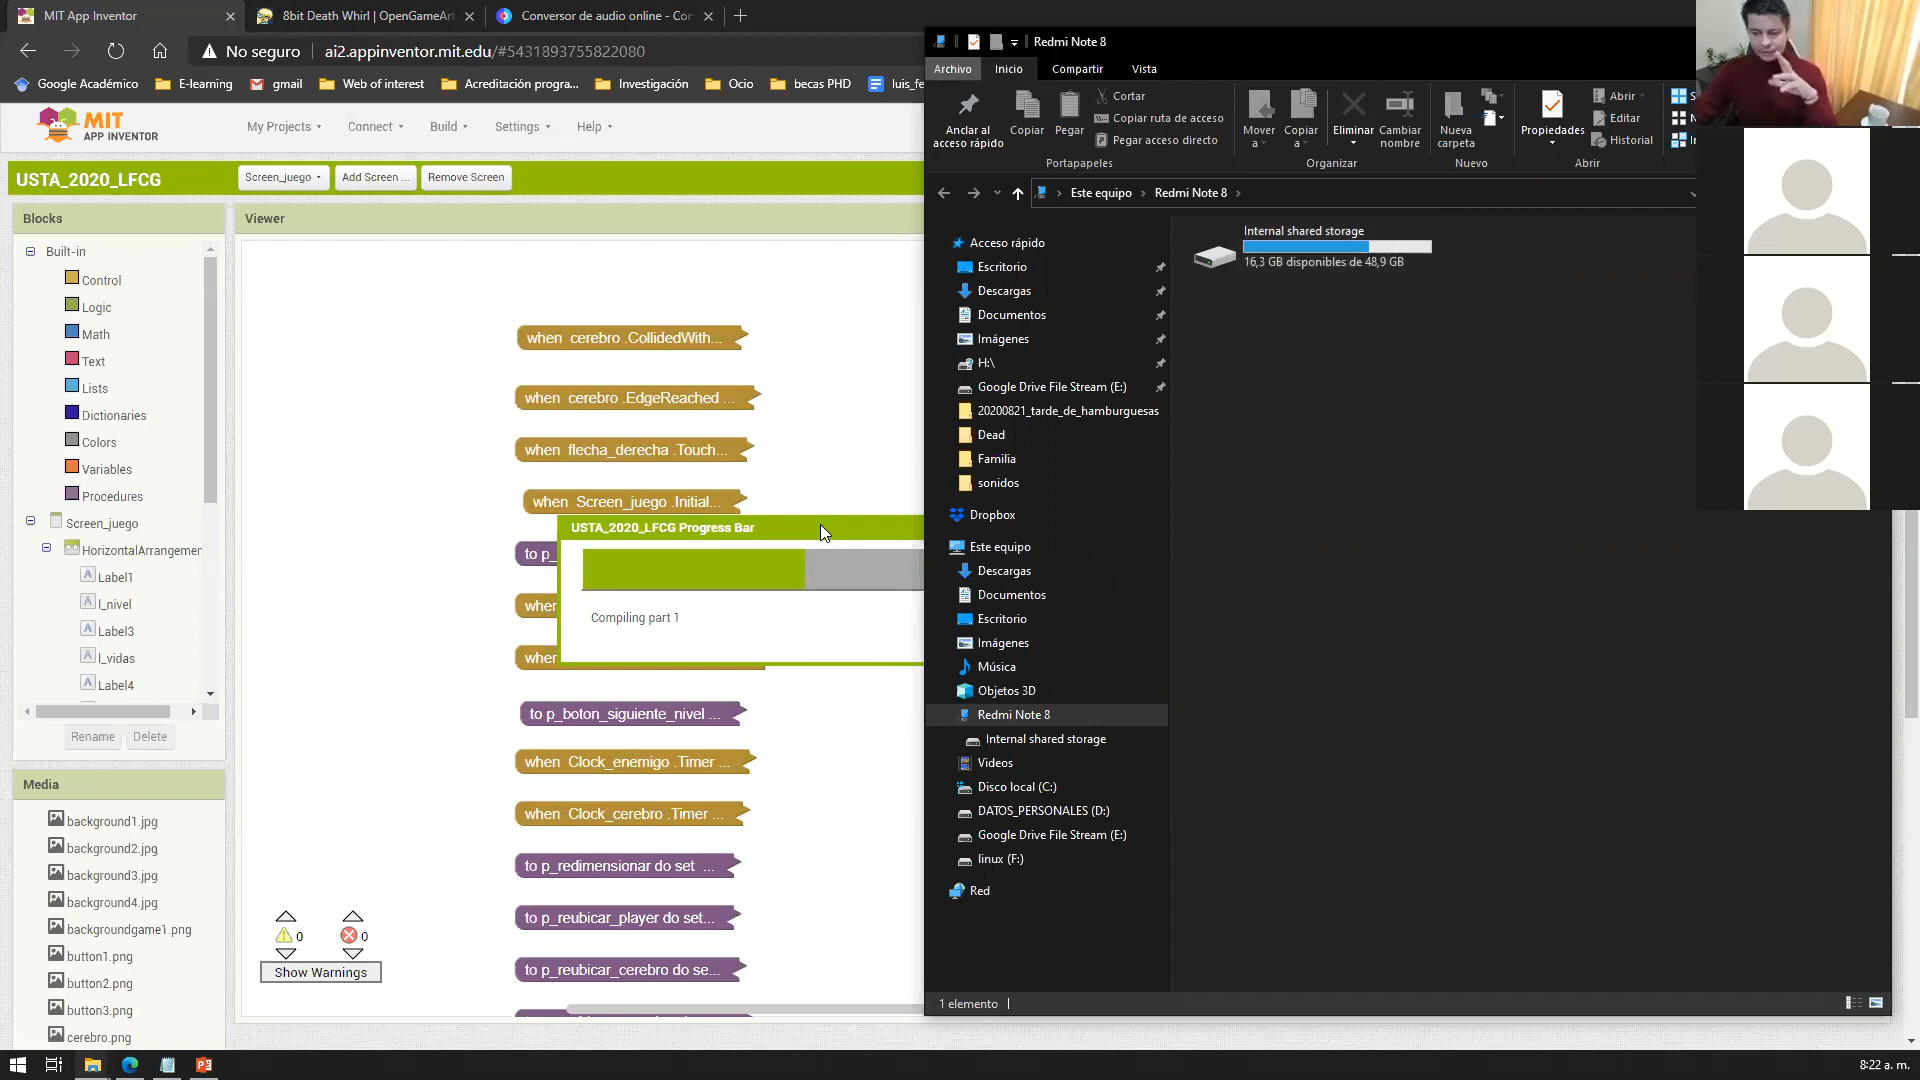 MIT App Inventor
8bit Death Whirl | OpenGameArt
Conversor de audio online - Con
No seguro
ai2.appinventor.mit.edu/#5431893755822080
Google Académico
E-learning
gmail
Web of interest
Acreditación progra...
Investigación
Ocio
becas PHD
luis_fe
MIT
APP INVENTOR
My Projects
Connect
Build
Settings
Help
USTA_2020_LFCG
Screen_juego
Add Screen ...
Remove Screen
Blocks
Viewer
Built-in
Control
Logic
Math
Text
Lists
Dictionaries
Colors
Variables
Procedures
Screen_juego
HorizontalArrangemen
Label1
l_nivel
Label3
l_vidas
Label4
Rename
Delete
Media
background1.jpg
background2.jpg
background3.jpg
background4.jpg
backgroundgame1.png
button1.png
button2.png
button3.png
cerebro.png
when cerebro .CollidedWith...
when cerebro .EdgeReached ...
when flecha_derecha .Touch...
when Screen_juego .Initial...
to p_
when
when
to p_boton_siguiente_nivel ...
when Clock_enemigo .Timer ...
when Clock_cerebro .Timer ...
to p_redimensionar do set ...
to p_reubicar_player do set...
to p_reubicar_cerebro do se...
USTA_2020_LFCG Progress Bar
Compiling part 1
0
0
Show Warnings
Redmi Note 8
Archivo
Inicio
Compartir
Vista
Anclar al
acceso rápido
Copiar
Pegar
Cortar
Copiar ruta de acceso
Pegar acceso directo
Portapapeles
Mover
a
Copiar
a
Eliminar
Cambiar
nombre
Organizar
Nueva
carpeta
Nuevo
Propiedades
Abrir
Editar
Historial
Abrir
Este equipo
Redmi Note 8
Acceso rápido
Escritorio
Descargas
Documentos
Imágenes
H:\
Google Drive File Stream (E:)
20200821_tarde_de_hamburguesas
Dead
Familia
sonidos
Dropbox
Este equipo
Descargas
Documentos
Escritorio
Imágenes
Música
Objetos 3D
Redmi Note 8
Internal shared storage
Videos
Disco local (C:)
DATOS_PERSONALES (D:)
Google Drive File Stream (E:)
linux (F:)
Red
Internal shared storage
16,3 GB disponibles de 48,9 GB
1 elemento
8:22 a. m.